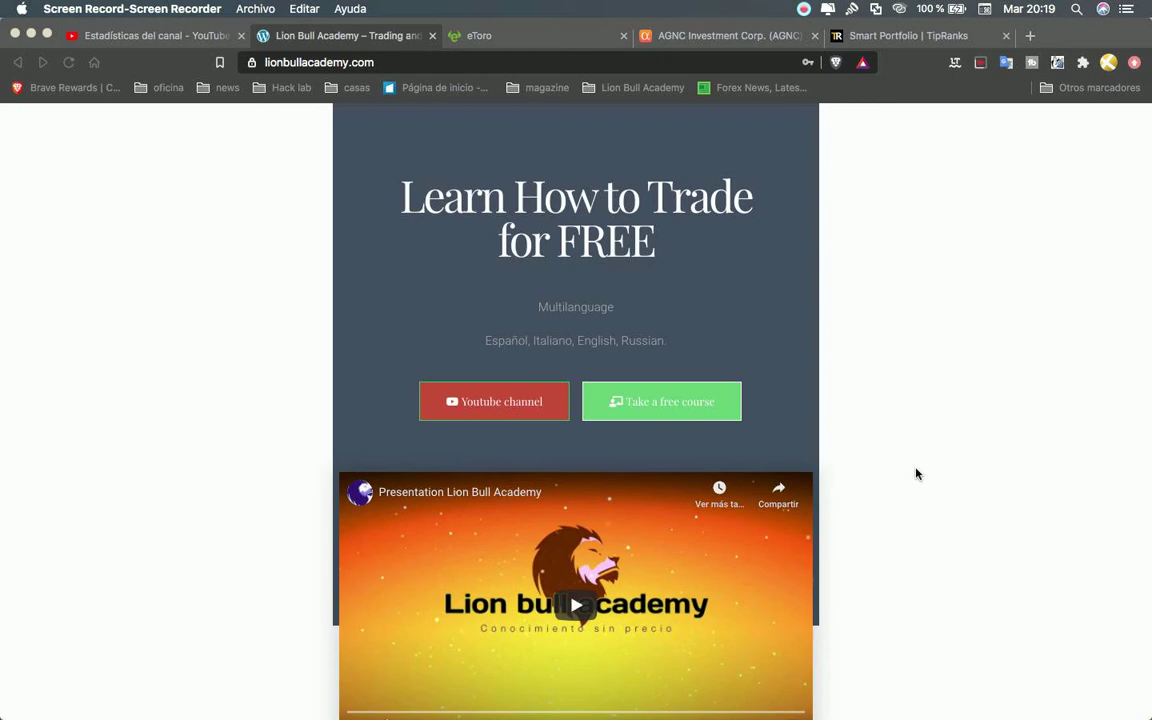 Screen Record-Screen Recorder Archivo Editar Ayuda 100 % Mar 20:19
Estadísticas del canal - YouTube Lion Bull Academy – Trading and eToro AGNC Investment Corp. (AGNC) Smart Portfolio | TipRanks
lionbullacademy.com
Brave Rewards | C... oficina news Hack lab casas Página de inicio -... magazine Lion Bull Academy Forex News, Lates... Otros marcadores
Learn How to Trade
for FREE
Multilanguage
Español, Italiano, English, Russian.
Youtube channel Take a free course
Presentation Lion Bull Academy
Ver más ta... Compartir
Lion bull academy
Conocimiento sin precio